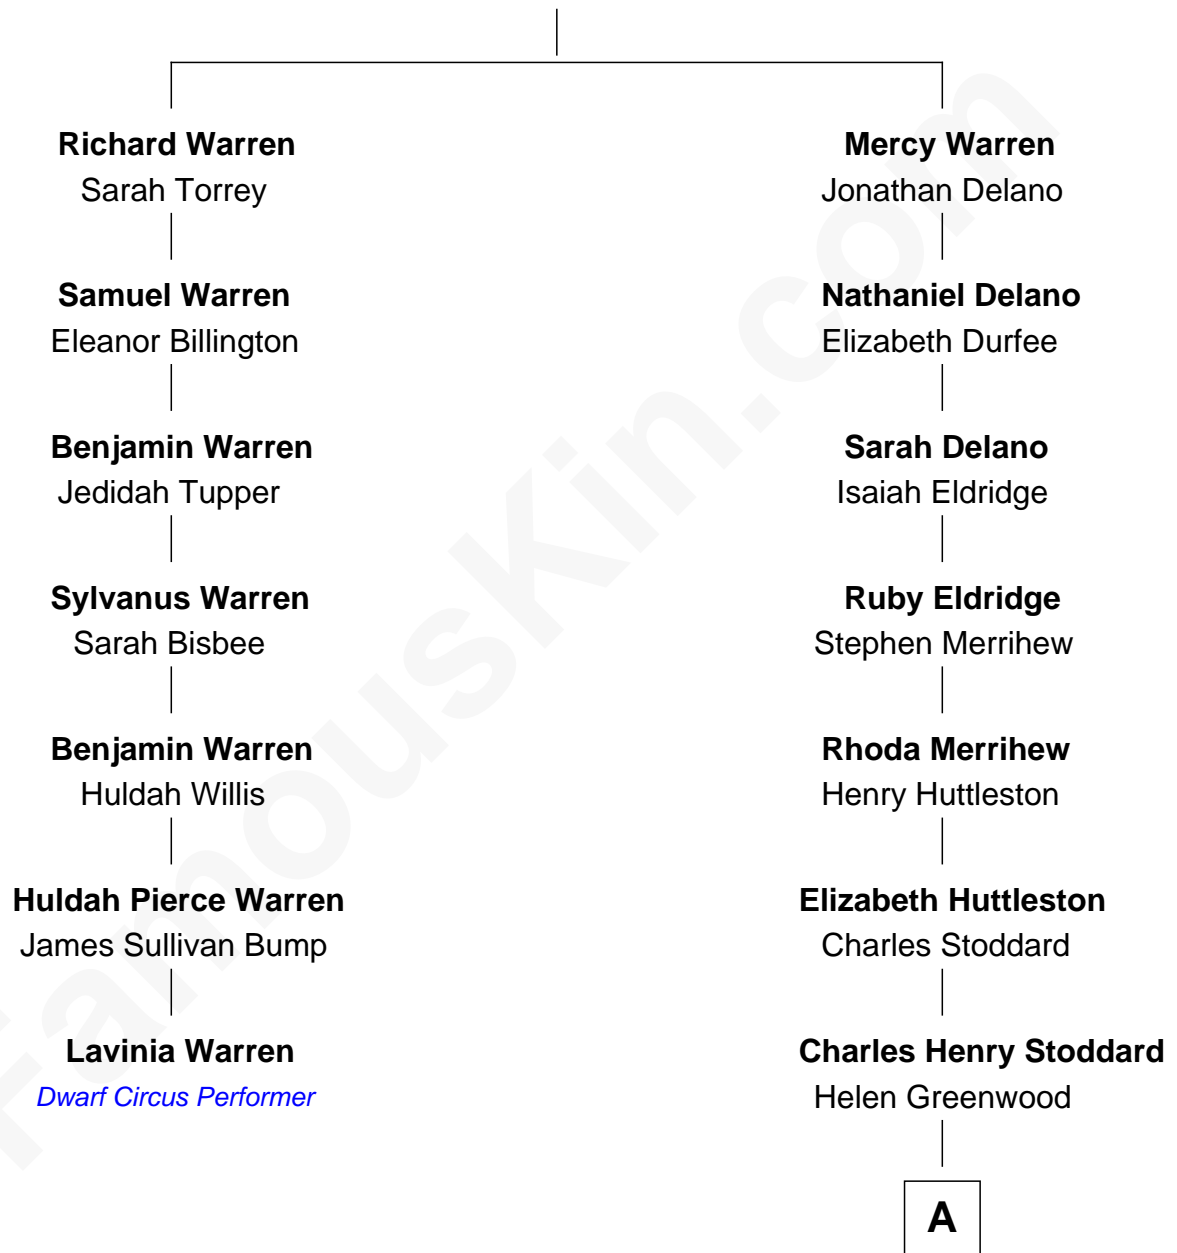 Richard Warren
Sarah Torrey
Samuel Warren
Eleanor Billington
Benjamin Warren
Jedidah Tupper
Sylvanus Warren
Sarah Bisbee
Benjamin Warren
Huldah Willis
Huldah Pierce Warren
James Sullivan Bump
Lavinia Warren
Dwarf Circus Performer
Mercy Warren
Jonathan Delano
Nathaniel Delano
Elizabeth Durfee
Sarah Delano
Isaiah Eldridge
Ruby Eldridge
Stephen Merrihew
Rhoda Merrihew
Henry Huttleston
Elizabeth Huttleston
Charles Stoddard
Charles Henry Stoddard
Helen Greenwood
A
FamousKin.com